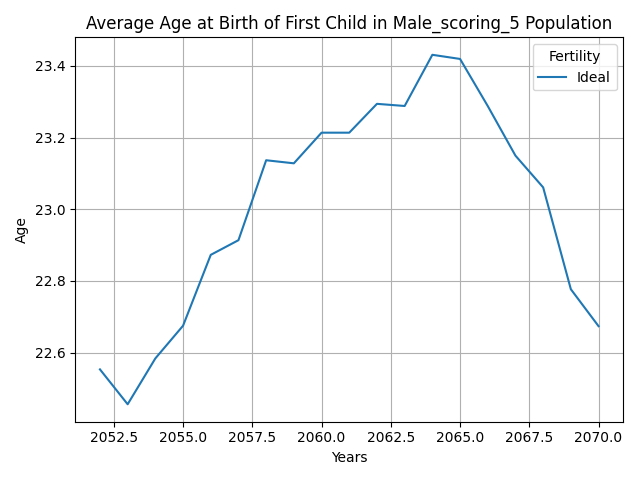 Average Age at Birth of First Child in Male_scoring_5 Population
Fertility
Ideal
23.4
23.2
23.0
22.8
22.6
Age
2052.5 2055.0 2057.5 2060.0 2062.5 2065.0 2067.5 2070.0
Years